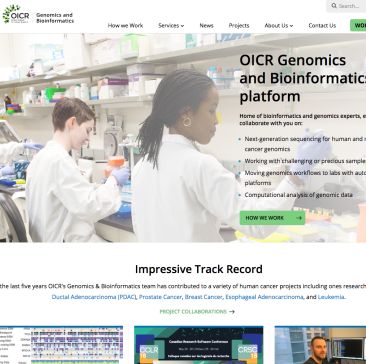 Search...
OICR Genomics and
Bioinformatics
How we Work Services News Projects About Us Contact Us
OICR Genomics
and Bioinformatics
platform
Home of bioinformatics and genomics experts,
collaborate with you on:
Next-generation sequencing for human and
cancer genomics
Working with challenging or precious samples
Moving genomics workflows to labs with
platforms
Computational analysis of genomic data
HOW WE WORK →
Impressive Track Record
the last five years OICR's Genomics & Bioinformatics team has contributed to a variety of human cancer projects including ones
Ductal Adenocarcinoma (PDAC), Prostate Cancer, Breast Cancer, Esophageal Adenocarcinoma, and Leukemia.
PROJECT COLLABORATIONS →
Canadian Research Software Conference
CCLR
18
CRSC
18